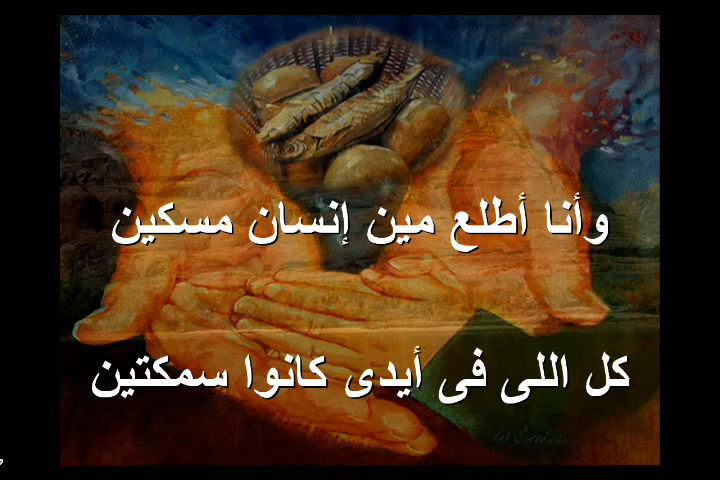 وأنا أطلع مين إنسان مسكين
كل اللى فى أيدى كانوا سمكتين